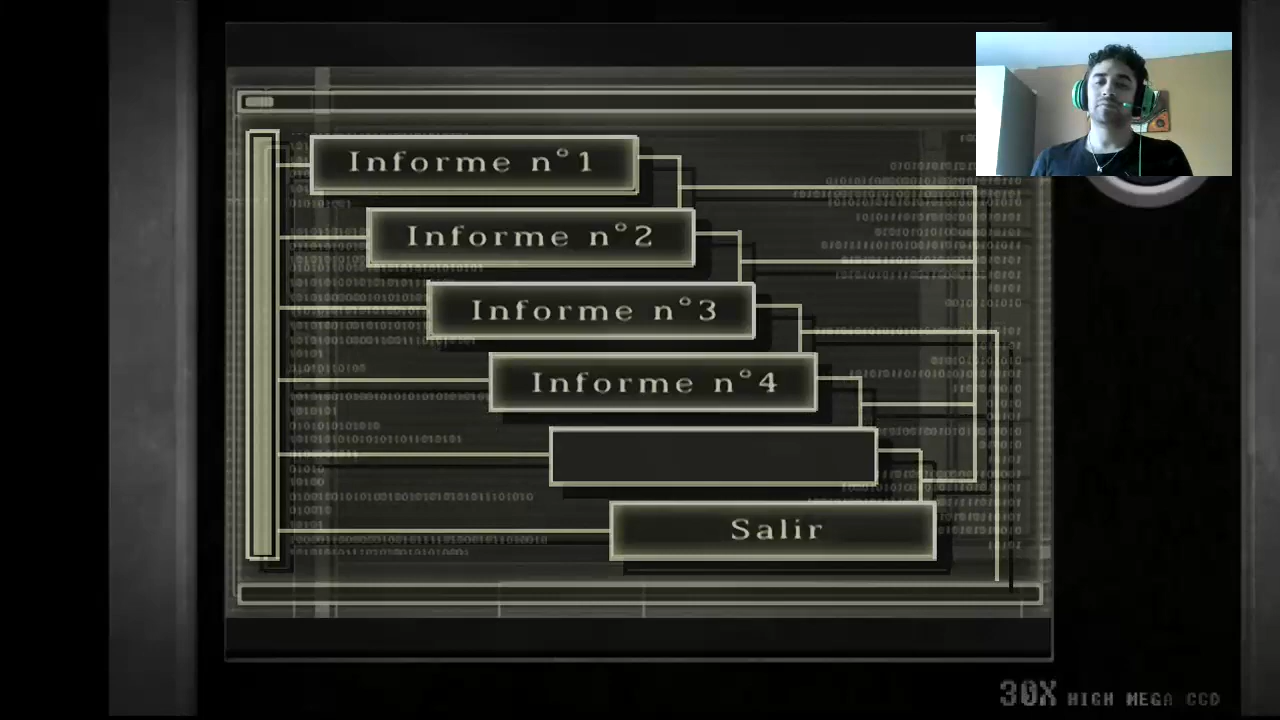 Informe n°1
Informe n°2
Informe n°3
Informe n°4
Salir
30X HIGH MEGA CCD